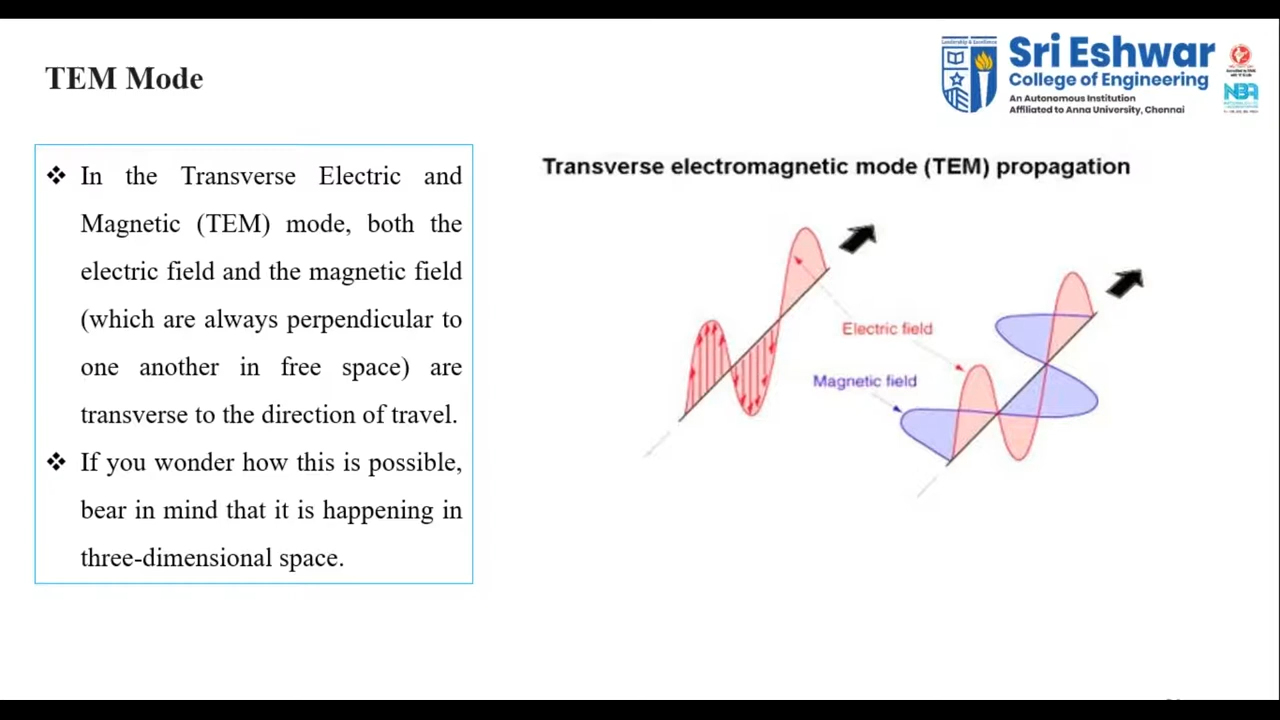 TEM Mode
Leadership & Excellence
Sri Eshwar
College of Engineering
An Autonomous Institution
Affiliated to Anna University, Chennai
NBA
❖ In the Transverse Electric and
Magnetic (TEM) mode, both the
electric field and the magnetic field
(which are always perpendicular to
one another in free space) are
transverse to the direction of travel.
❖ If you wonder how this is possible,
bear in mind that it is happening in
three-dimensional space.
Transverse electromagnetic mode (TEM) propagation
Electric field
Magnetic field